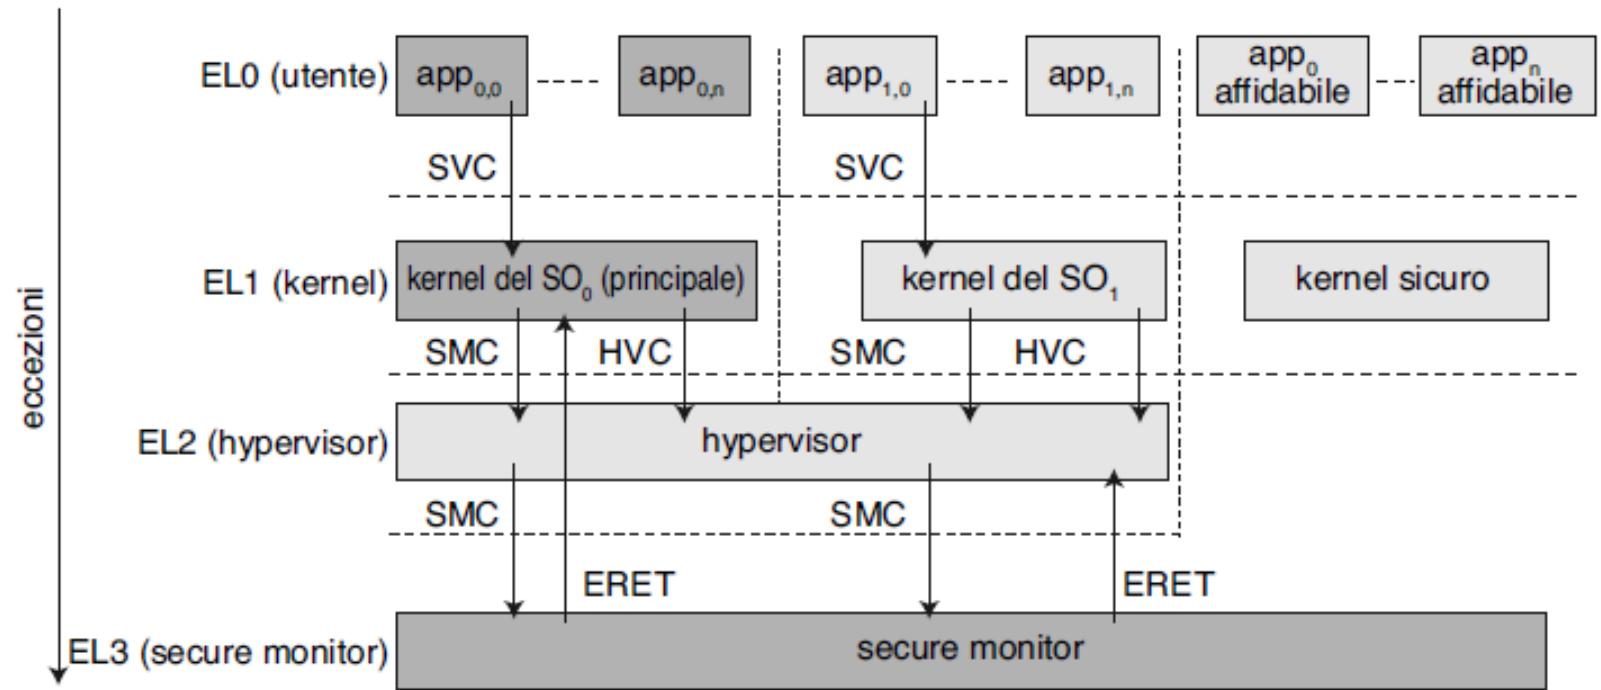 EL0 (utente)
app0,0
app0,n
app1,0
app1,n
app0
affidabile
appn
affidabile
SVC
SVC
eccezioni
EL1 (kernel)
kernel del SO0 (principale)
kernel del SO1
kernel sicuro
SMC
HVC
SMC
HVC
EL2 (hypervisor)
hypervisor
SMC
SMC
ERET
ERET
EL3 (secure monitor)
secure monitor